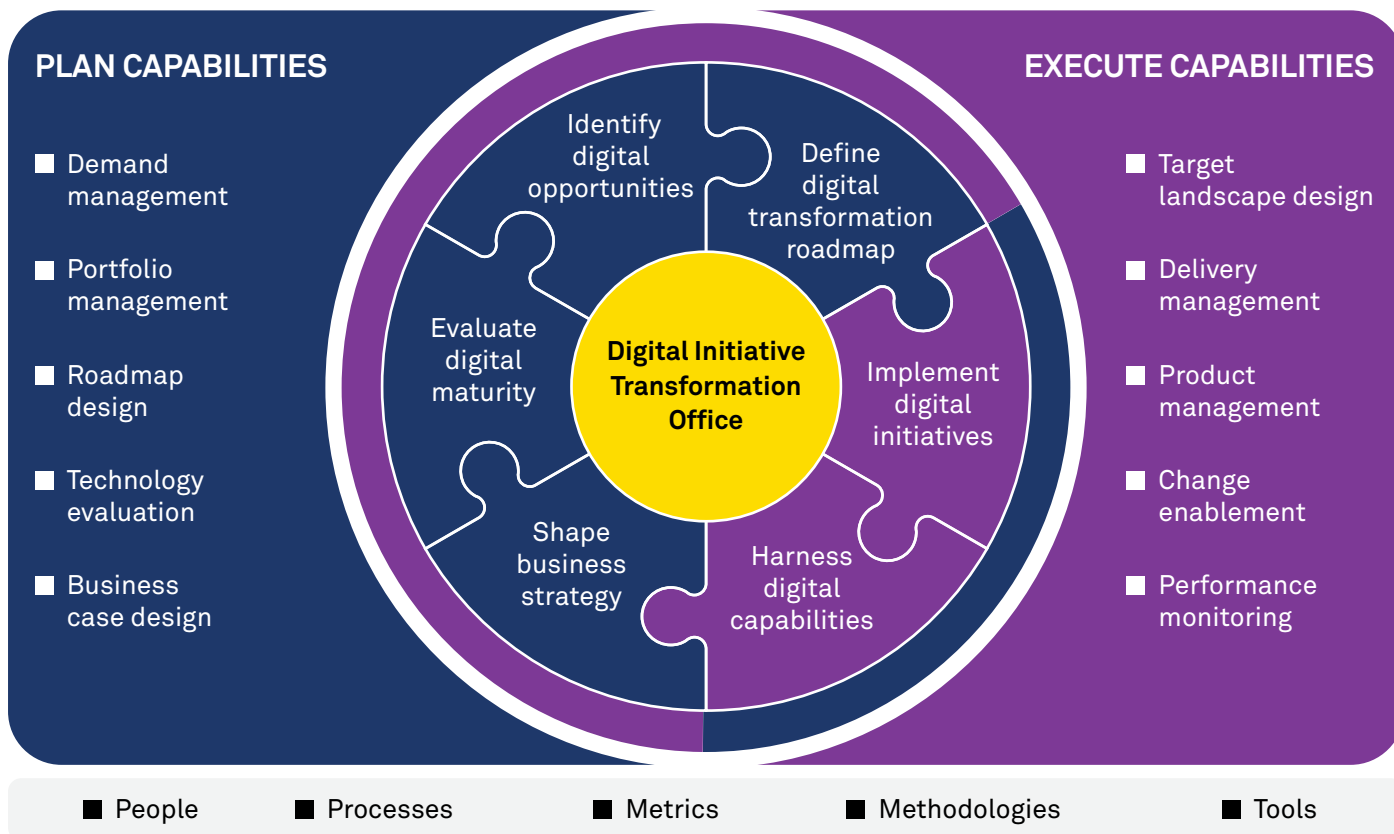 PLAN CAPABILITIES
Demand
management
Portfolio
management
Roadmap
design
Technology
evaluation
Business
case design
Identify
digital
opportunities
Define
digital
transformation
roadmap
Evaluate
digital
maturity
Digital Initiative
Transformation
Office
Implement
digital
initiatives
Shape
business
strategy
Harness
digital
capabilities
EXECUTE CAPABILITIES
Target
landscape design
Delivery
management
Product
management
Change
enablement
Performance
monitoring
People
Processes
Metrics
Methodologies
Tools